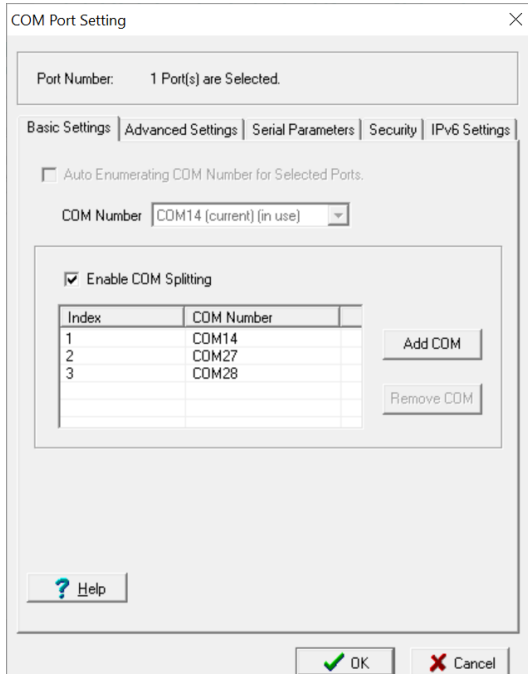 COM Port Setting
Port Number: 1 Port(s) are Selected.
Basic Settings Advanced Settings Serial Parameters Security IPv6 Settings
Auto Enumerating COM Number for Selected Ports.
COM Number COM14 (current) (in use)
Enable COM Splitting
Index COM Number
1 COM14
2 COM27
3 COM28
Add COM
Remove COM
? Help
OK Cancel